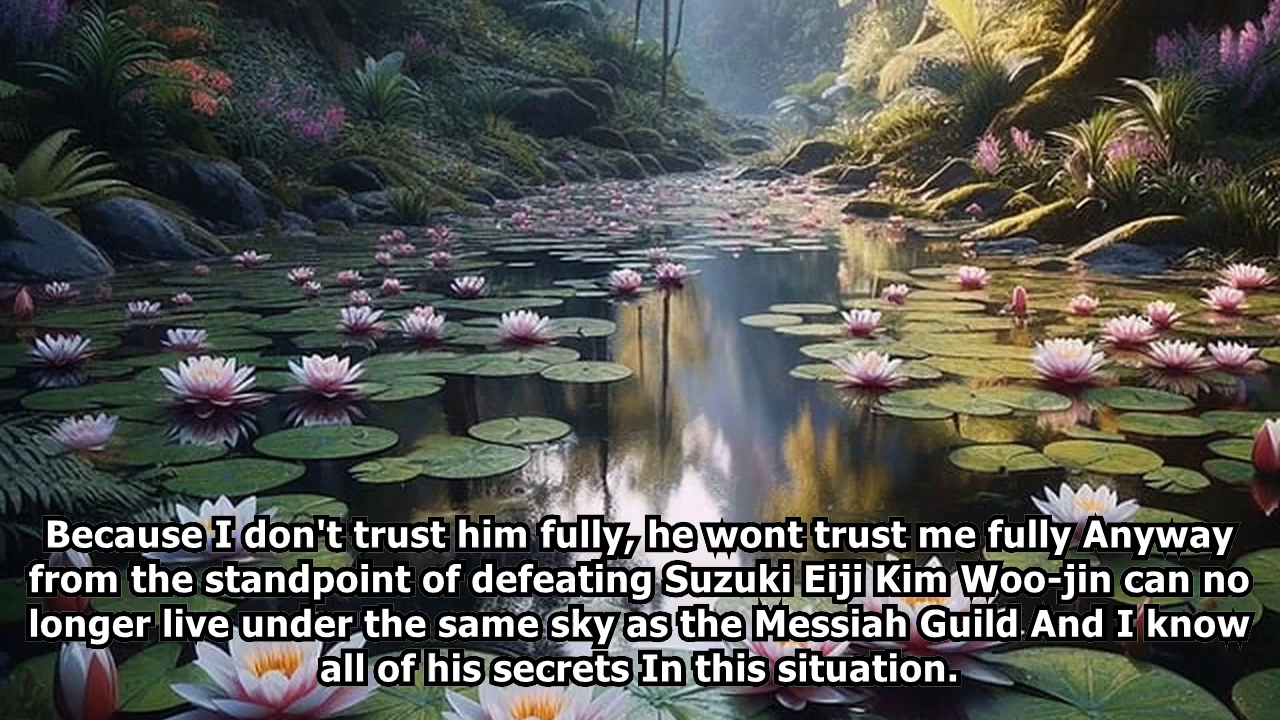 Because I don't trust him fully, he wont trust me fully Anyway
from the standpoint of defeating Suzuki Eiji Kim Woo-jin can no
longer live under the same sky as the Messiah Guild And I know
all of his secrets In this situation.